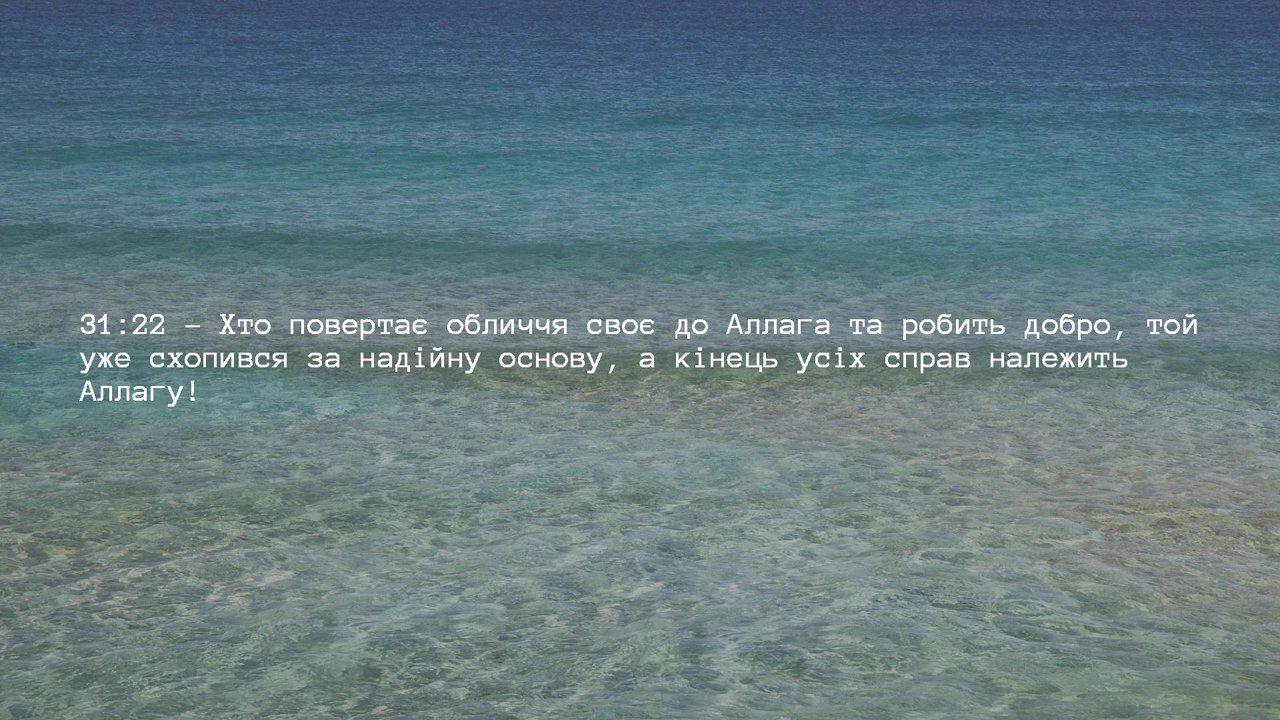 31:22 – Хто повертає обличчя своє до Аллага та робить добро, той
уже схопився за надійну основу, а кінець усіх справ належить
Аллагу!